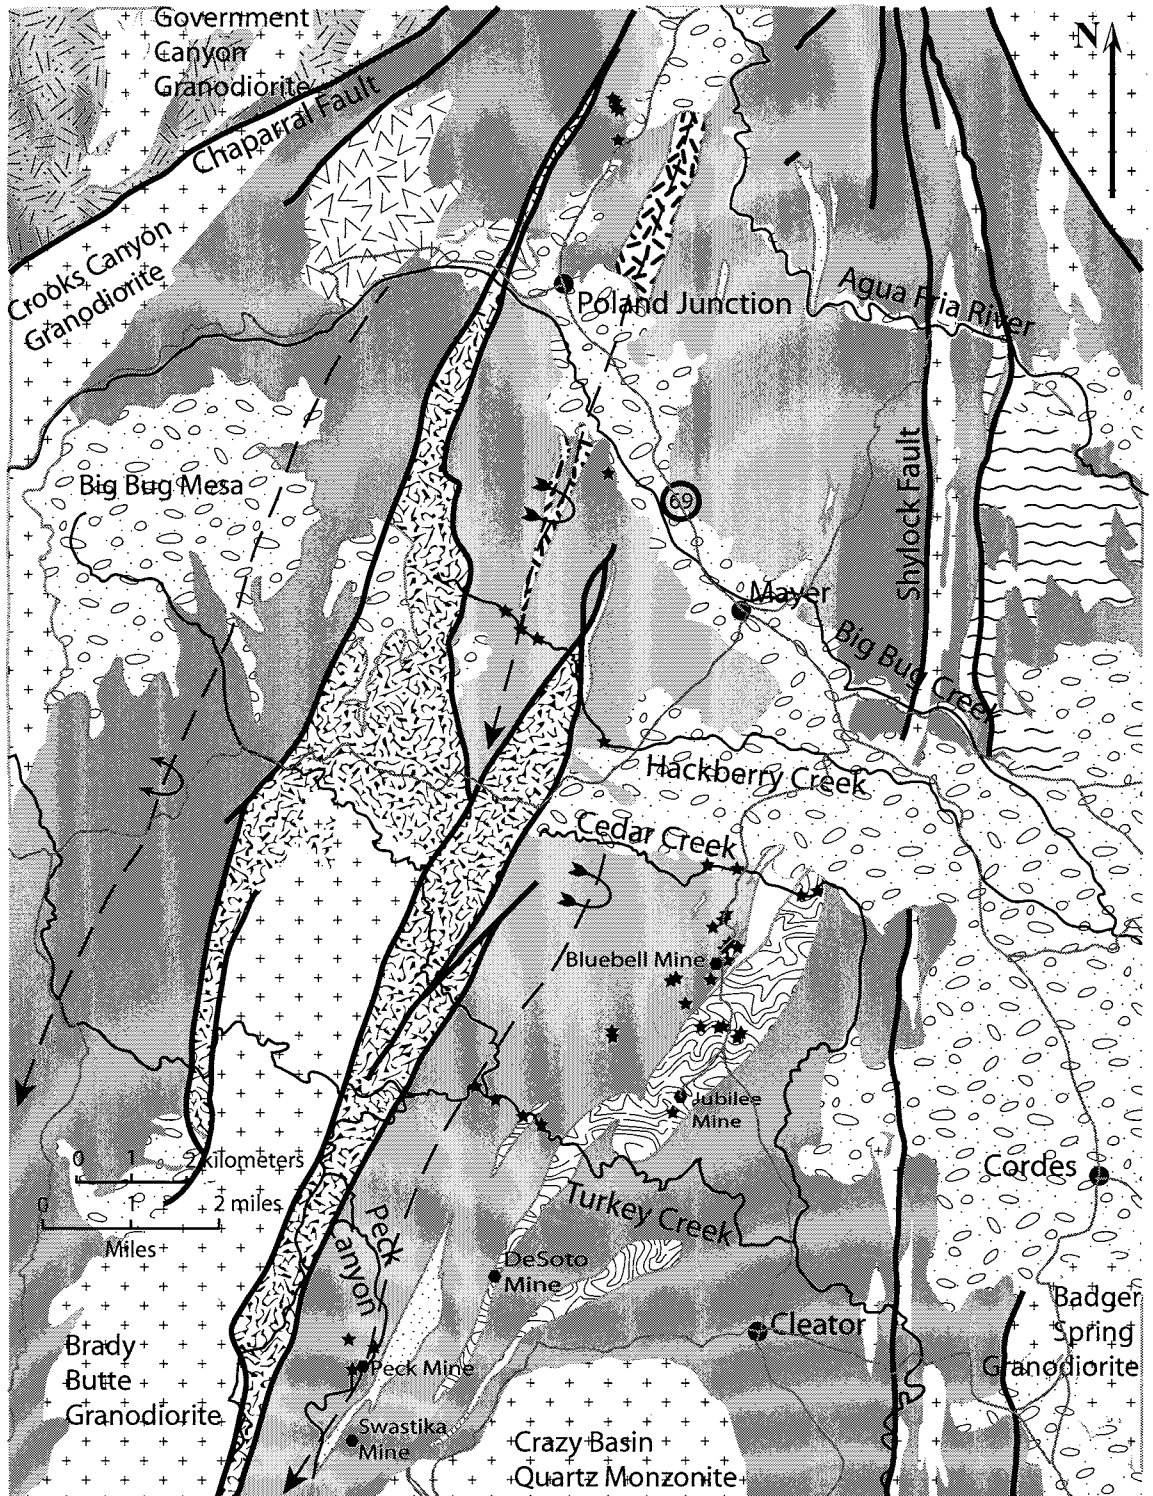 Government
Canyon
Granodiorite
N
Chaparral Fault
Crooks Canyon
Granodiorite
Poland Junction
Agua Fria River
Big Bug Mesa
69
Shylock Fault
Mayer
Big Bug Creek
Hackberry Creek
Cedar Creek
Bluebell Mine
Jubilee
Mine
0 1 2 kilometers
0 1 2 miles
Miles
Cordes
Turkey Creek
Peck
Canyon
DeSoto
Mine
Cleator
Badger
Spring
Granodiorite
Brady
Butte
Granodiorite
Peck Mine
Swastika
Mine
Crazy Basin
Quartz Monzonite